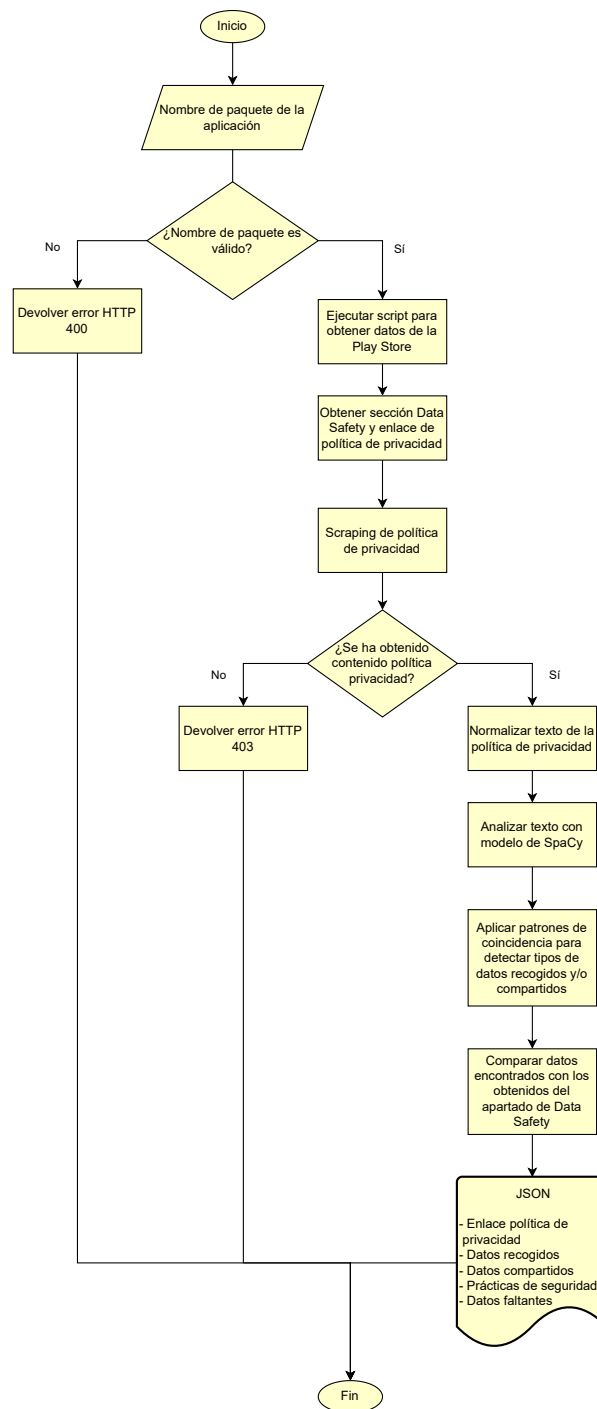 Inicio
Nombre de paquete de la
aplicación
¿Nombre de paquete es
válido?
No
Sí
Devolver error HTTP
400
Ejecutar script para
obtener datos de la
Play Store
Obtener sección Data
Safety y enlace de
política de privacidad
Scraping de política
de privacidad
¿Se ha obtenido
contenido política
privacidad?
No
Sí
Devolver error HTTP
403
Normalizar texto de la
política de privacidad
Analizar texto con
modelo de SpaCy
Aplicar patrones de
coincidencia para
detectar tipos de
datos recogidos y/o
compartidos
Comparar datos
encontrados con los
obtenidos del
apartado de Data
Safety
JSON
- Enlace política de
privacidad
- Datos recogidos
- Datos compartidos
- Prácticas de seguridad
- Datos faltantes
Fin